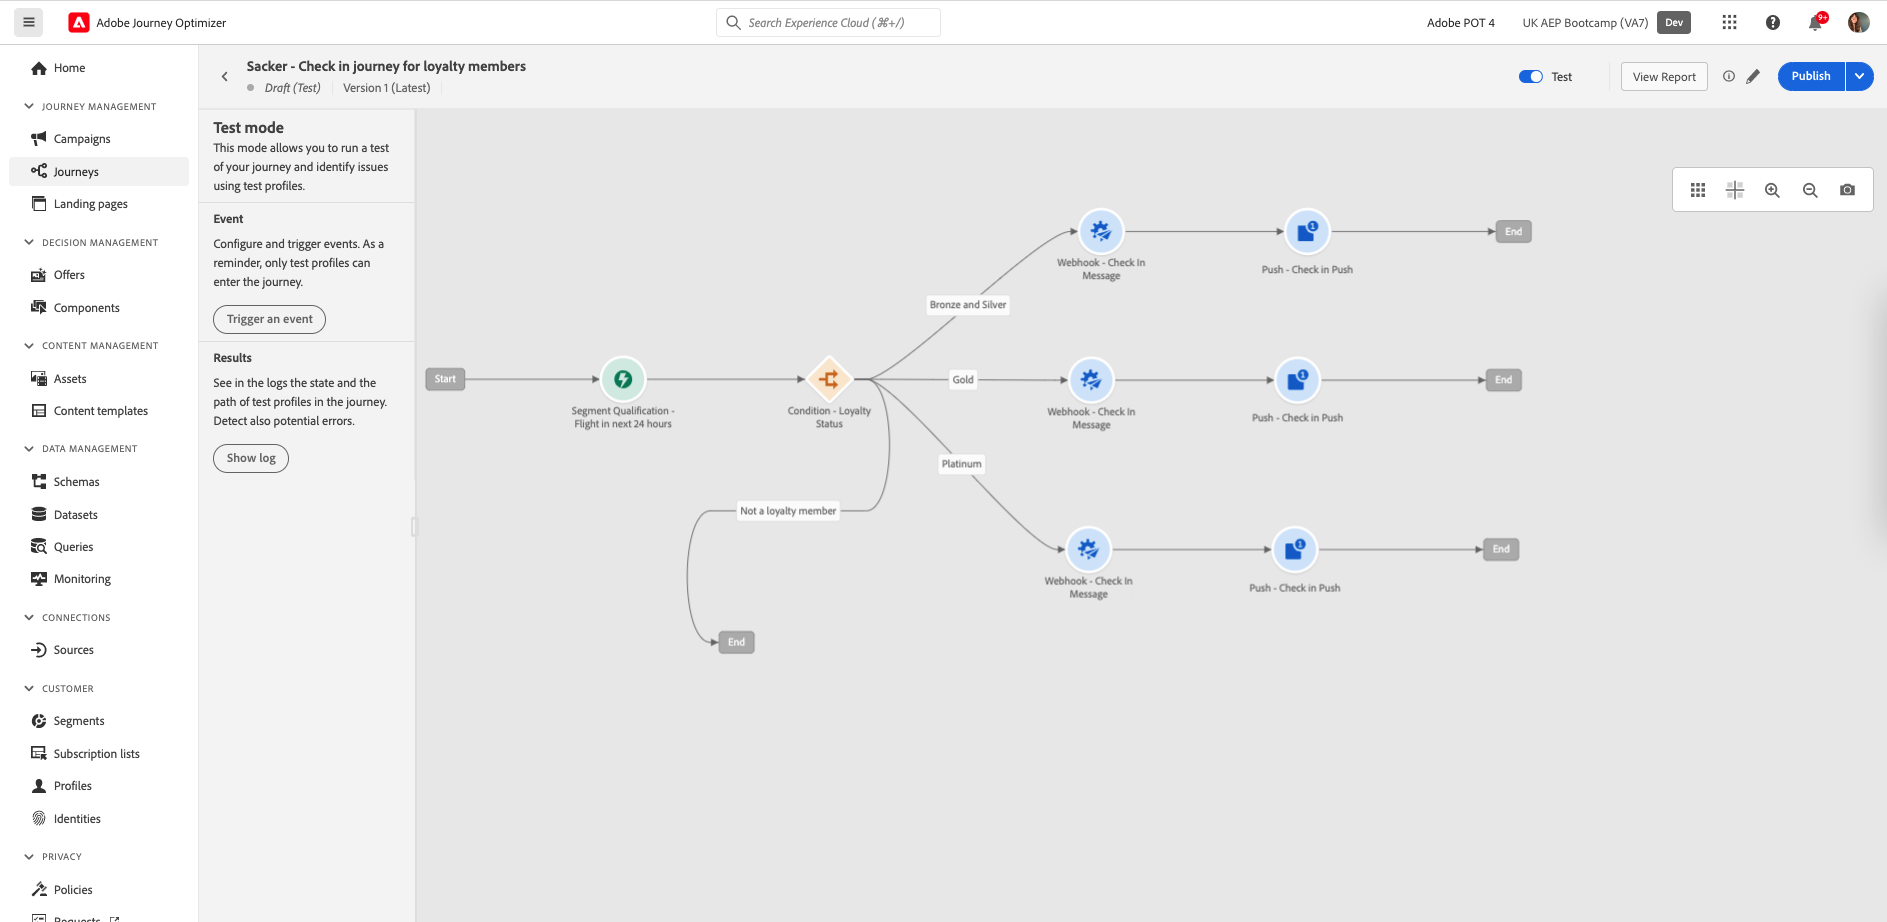 Adobe Journey Optimizer
Search Experience Cloud (⌘+/)
Adobe POT 4
UK AEP Bootcamp (VA7)
Dev
9+
Home
JOURNEY MANAGEMENT
Campaigns
Journeys
Landing pages
DECISION MANAGEMENT
Offers
Components
CONTENT MANAGEMENT
Assets
Content templates
DATA MANAGEMENT
Schemas
Datasets
Queries
Monitoring
CONNECTIONS
Sources
CUSTOMER
Segments
Subscription lists
Profiles
Identities
PRIVACY
Policies
Requests
Sacker - Check in journey for loyalty members
Draft (Test)
Version 1 (Latest)
Test
View Report
Publish
Test mode
This mode allows you to run a test
of your journey and identify issues
using test profiles.
Event
Configure and trigger events. As a
reminder, only test profiles can
enter the journey.
Trigger an event
Results
See in the logs the state and the
path of test profiles in the journey.
Detect also potential errors.
Show log
Start
Segment Qualification -
Flight in next 24 hours
Condition - Loyalty
Status
Bronze and Silver
Webhook - Check In
Message
1
Push - Check in Push
End
Gold
Webhook - Check In
Message
1
Push - Check in Push
End
Platinum
Webhook - Check In
Message
1
Push - Check in Push
End
Not a loyalty member
End